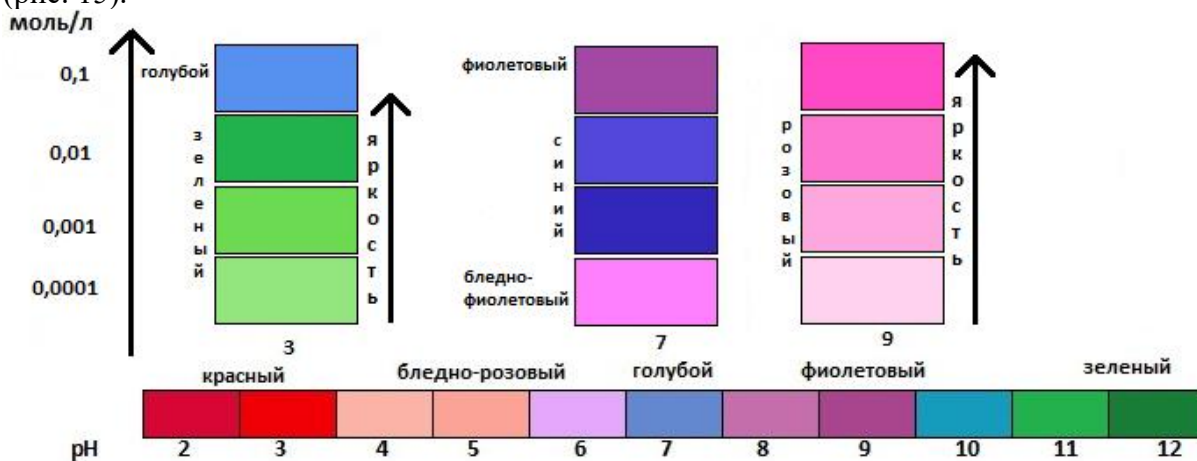 (рис. 15).
моль/л
0,1
0,01
0,001
0,0001
голубой
зеленый
яркость
3
фиолетовый
синий
бледно-
фиолетовый
7
розовый
яркость
9
красный бледно-розовый голубой фиолетовый зеленый
pH 2 3 4 5 6 7 8 9 10 11 12